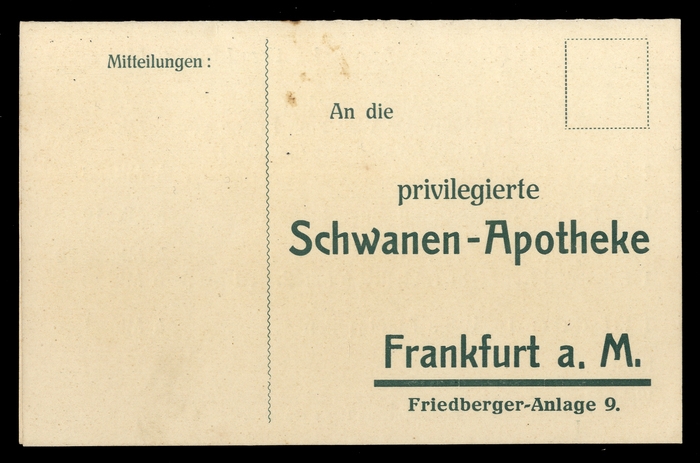 Mitteilungen :
An die
privilegierte
Schwanen-Apotheke
Frankfurt a. M.
Friedberger-Anlage 9.